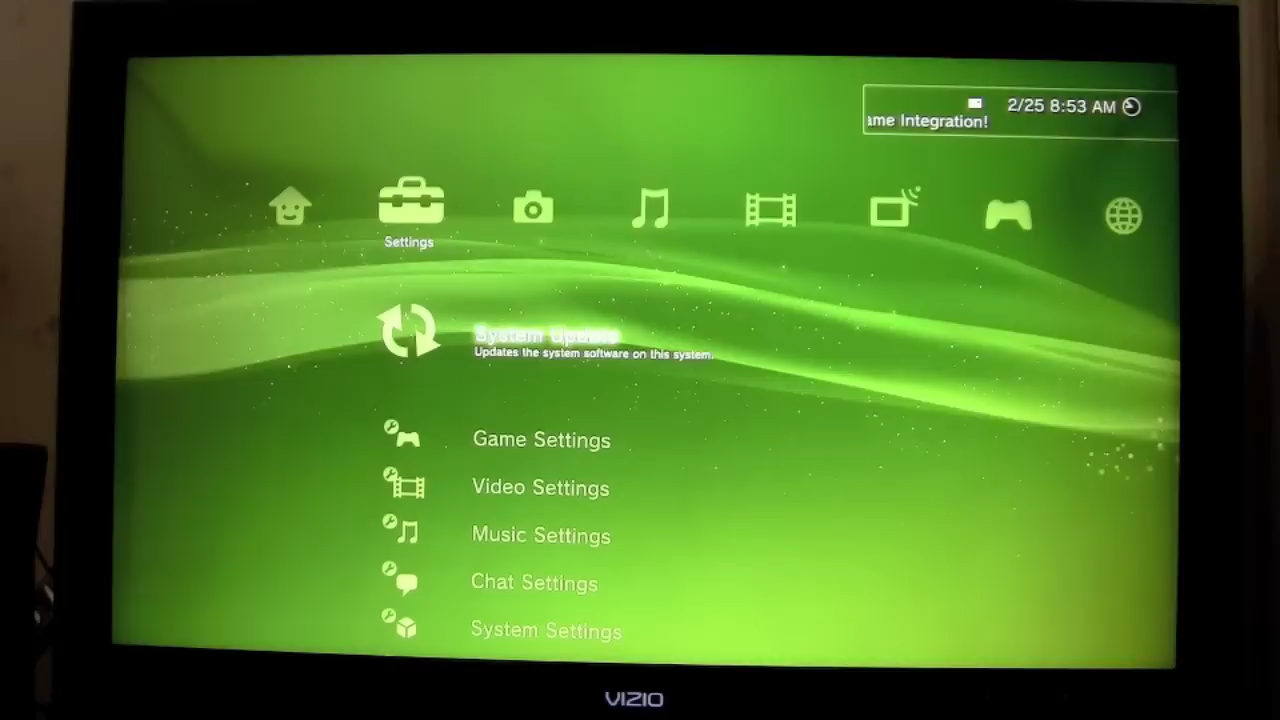 2/25 8:53 AM
ame Integration!
Settings
System Update
Updates the system software on this system.
Game Settings
Video Settings
Music Settings
Chat Settings
System Settings
VIZIO